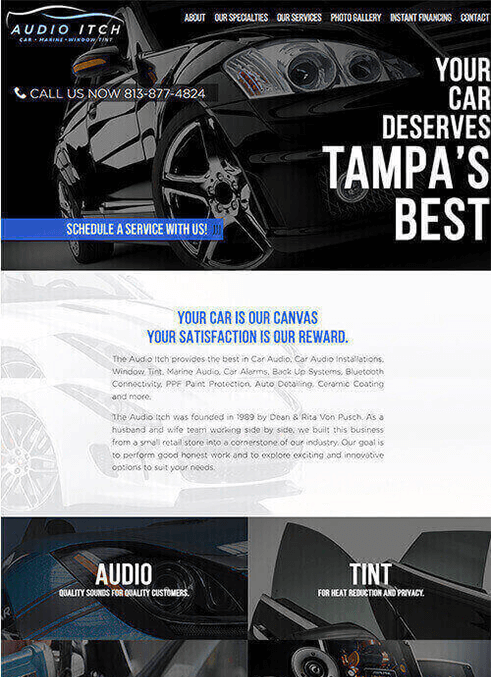 AUDIO ITCH
CAR • MARINE • WINDOW TINT
ABOUT OUR SPECIALTIES OUR SERVICES PHOTO GALLERY INSTANT FINANCING CONTACT
CALL US NOW 813-877-4824
YOUR
CAR
DESERVES
TAMPA'S
BEST
SCHEDULE A SERVICE WITH US!
YOUR CAR IS OUR CANVAS
YOUR SATISFACTION IS OUR REWARD.
The Audio Itch provides the best in Car Audio, Car Audio Installations,
Window Tint, Marine Audio, Car Alarms, Back Up Systems, Bluetooth
Connectivity, PPF Paint Protection, Auto Detailing, Ceramic Coating
and more.
The Audio Itch was founded in 1989 by Dean & Rita Von Pusch. As a
husband and wife team working side by side, we built this business
from a small retail store into a cornerstone of our industry. Our goal is
to perform good honest work and to explore exciting and innovative
options to suit your needs.
AUDIO
QUALITY SOUNDS FOR QUALITY CUSTOMERS.
TINT
FOR HEAT REDUCTION AND PRIVACY.